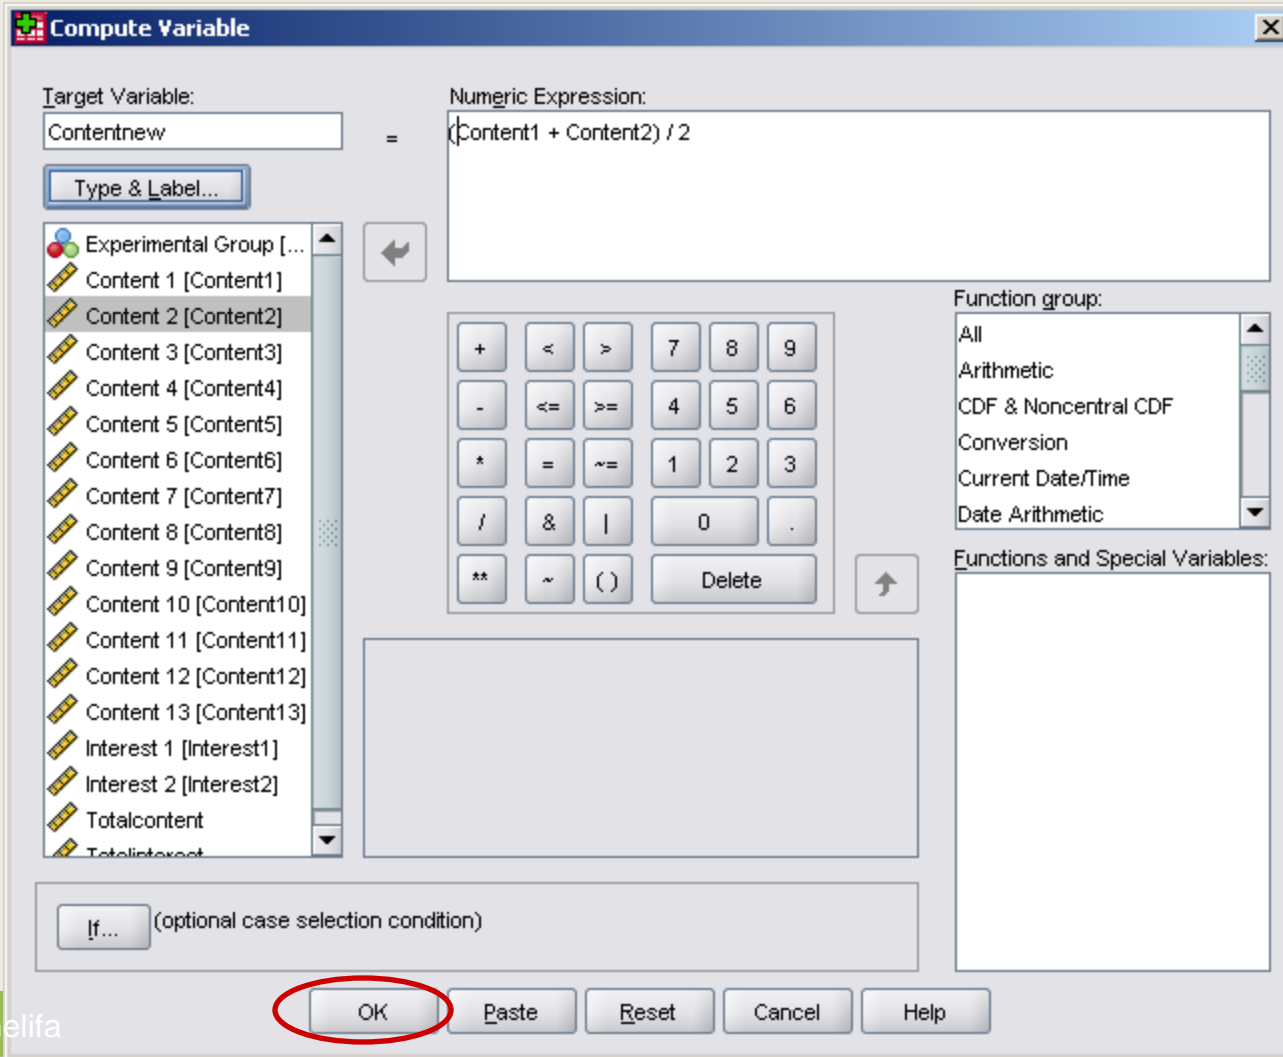 Compute Variable
Target Variable:
Contentnew
=
Numeric Expression:
(Content1 + Content2) / 2
Type & Label...
Experimental Group [...
Content 1 [Content1]
Content 2 [Content2]
Content 3 [Content3]
Content 4 [Content4]
Content 5 [Content5]
Content 6 [Content6]
Content 7 [Content7]
Content 8 [Content8]
Content 9 [Content9]
Content 10 [Content10]
Content 11 [Content11]
Content 12 [Content12]
Content 13 [Content13]
Interest 1 [Interest1]
Interest 2 [Interest2]
Totalcontent
Totalinterest
+ < > 7 8 9
- <= >= 4 5 6
* = ~= 1 2 3
/ & | 0 .
** ~ ( ) Delete
Function group:
All
Arithmetic
CDF & Noncentral CDF
Conversion
Current Date/Time
Date Arithmetic
Functions and Special Variables:
If... (optional case selection condition)
OK Paste Reset Cancel Help
elifa